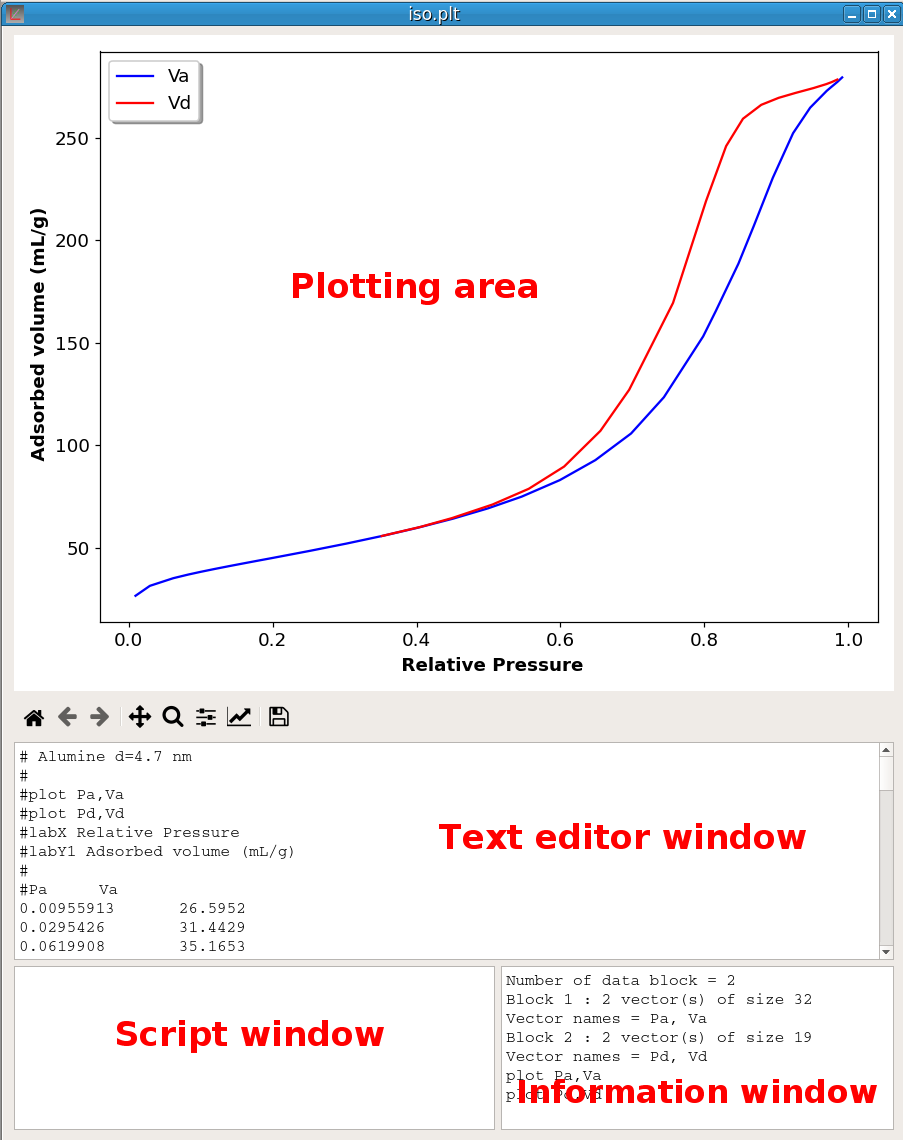 iso.plt
Va
Vd
250
200
150
100
50
Adsorbed volume (mL/g)
Plotting area
0.0 0.2 0.4 0.6 0.8 1.0
Relative Pressure
# Alumine d=4.7 nm
#
#plot Pa,Va
#plot Pd,Vd
#labX Relative Pressure
#labY1 Adsorbed volume (mL/g)
#
#Pa Va
0.00955913 26.5952
0.0295426 31.4429
0.0619908 35.1653
Text editor window
Script window
Number of data block = 2
Block 1 : 2 vector(s) of size 32
Vector names = Pa, Va
Block 2 : 2 vector(s) of size 19
Vector names = Pd, Vd
plot Pa,Va
plot Pd,Vd
Information window